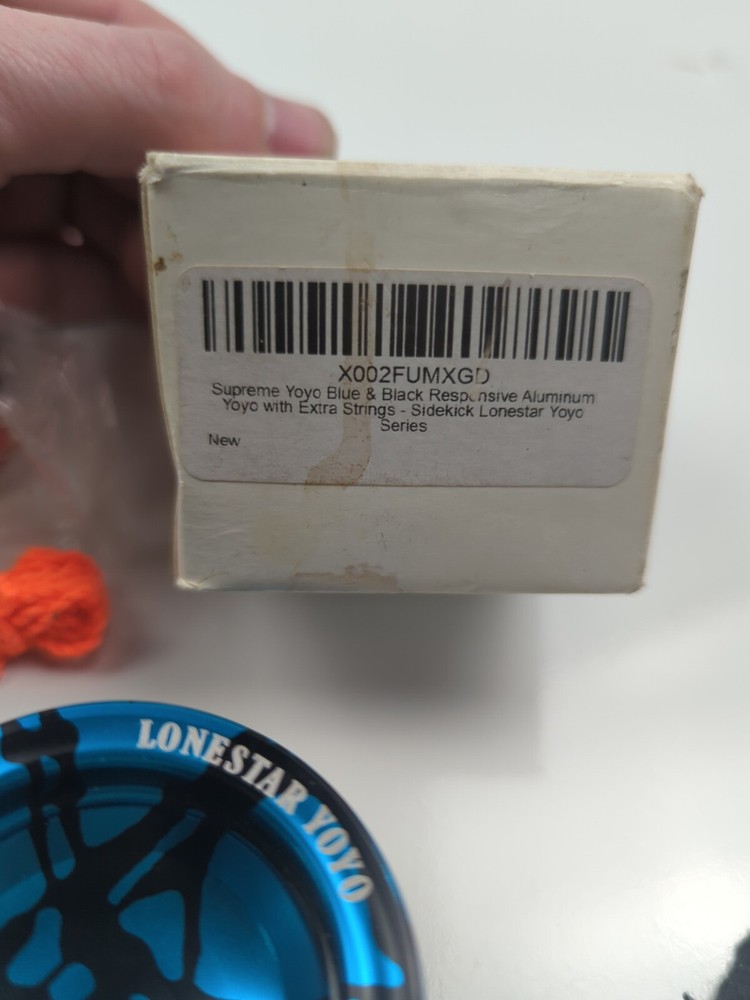 X002FUMXGD
Supreme Yoyo Blue & Black Responsive Aluminum
Yoyo with Extra Strings - Sidekick Lonestar Yoyo
Series
New
LONESTAR YOYO